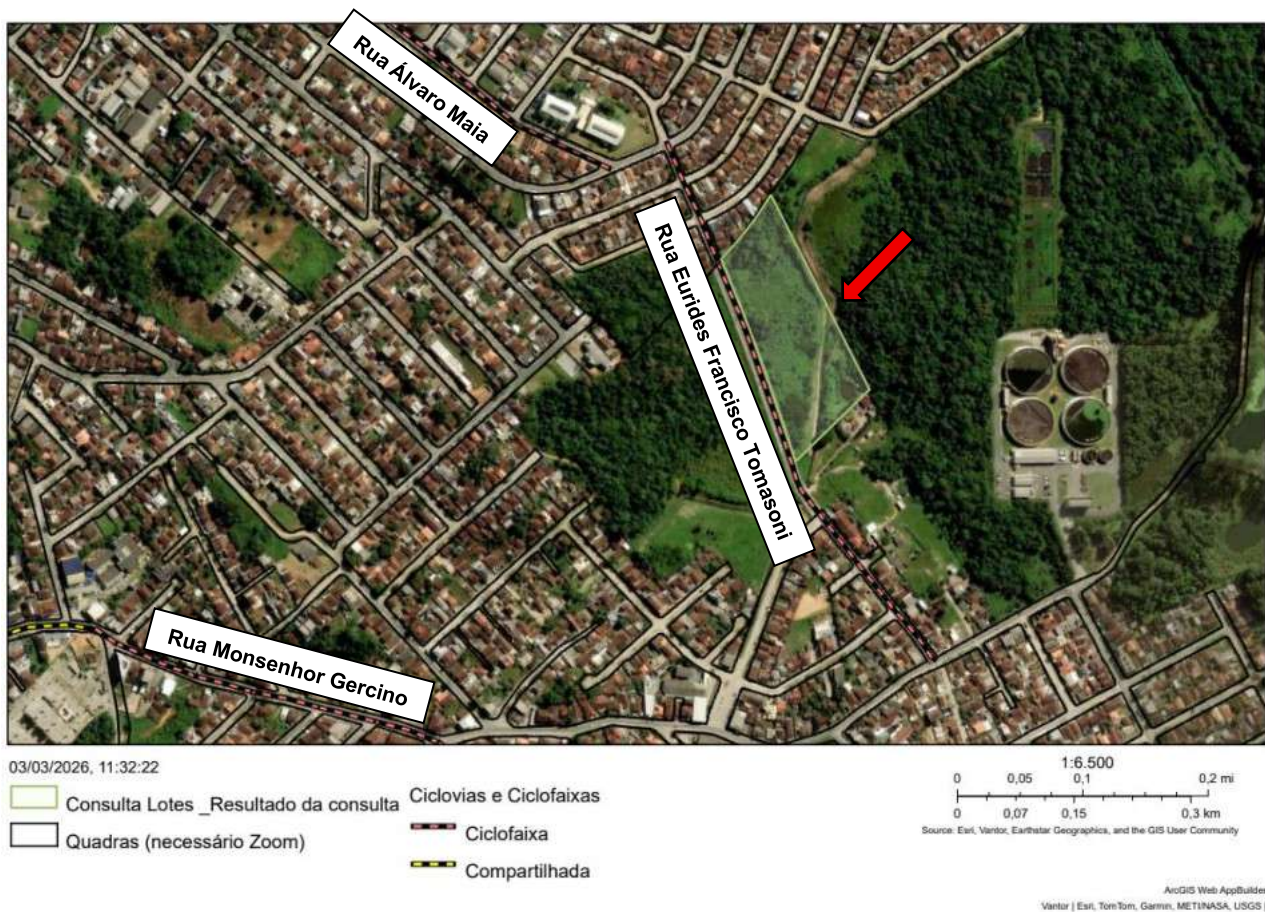 Rua Álvaro Maia
Rua Eurides Francisco Tomasoni
Rua Monsenhor Gercino
03/03/2026, 11:32:22
Consulta Lotes _Resultado da consulta
Quadras (necessário Zoom)
Ciclovias e Ciclofaixas
Ciclofaixa
Compartilhada
1:6.500
0 0,05 0,1 0,2 mi
0 0,07 0,15 0,3 km
Source: Esri, Vantor, Earthstar Geographics, and the GIS User Community
ArcGIS Web AppBuilder
Vantor | Esri, TomTom, Garmin, METI/NASA, USGS |